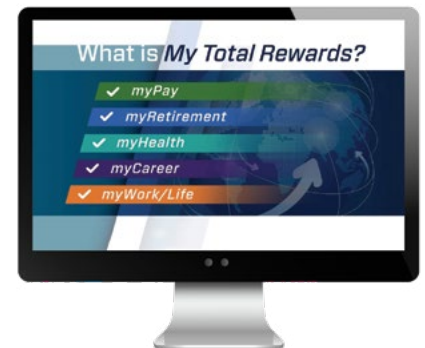 What is My Total Rewards?
myPay
myRetirement
myHealth
myCareer
myWork/Life